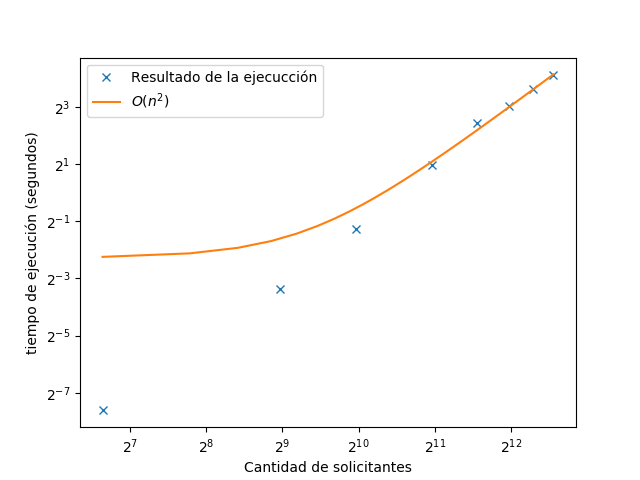 Resultado de la ejecucción
O(n²)
2³
2¹
2⁻¹
2⁻³
2⁻⁵
2⁻⁷
tiempo de ejecución (segundos)
2⁷ 2⁸ 2⁹ 2¹⁰ 2¹¹ 2¹²
Cantidad de solicitantes